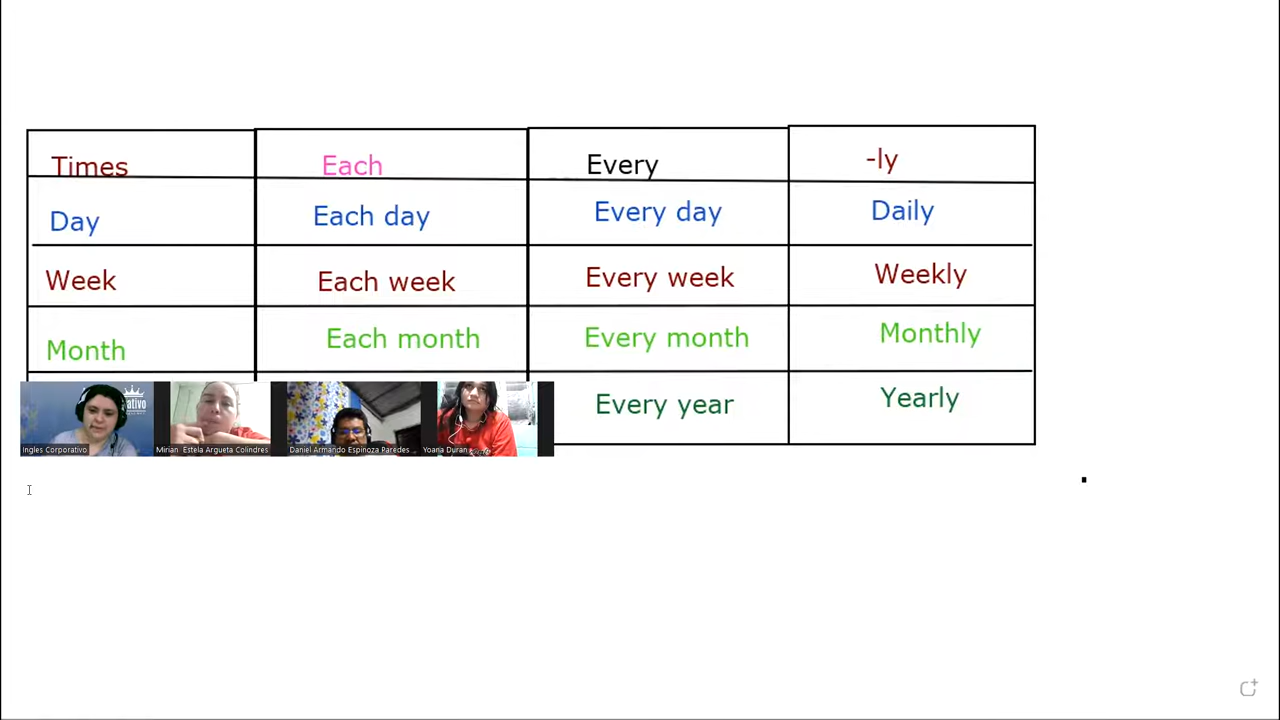 Times Each Every -ly
Day Each day Every day Daily
Week Each week Every week Weekly
Month Each month Every month Monthly
Every year Yearly
ativo
Ingles Corporativo Mirian Estela Argueta Colindres Daniel Armando Espinoza Paredes Yoana Duran